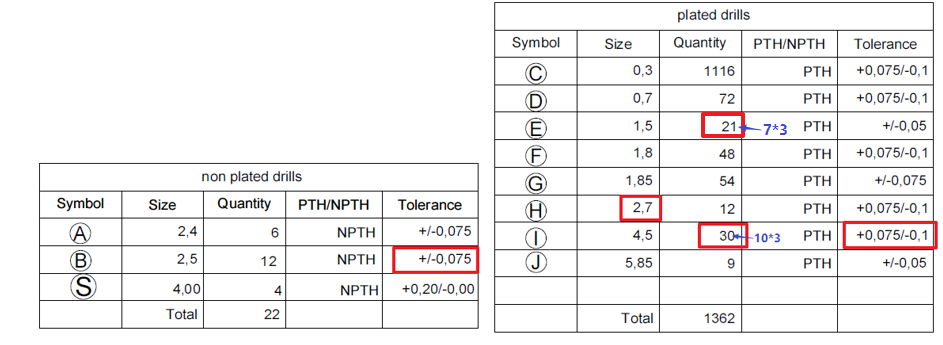 non plated drills
Symbol Size Quantity PTH/NPTH Tolerance
A 2,4 6 NPTH +/-0,075
B 2,5 12 NPTH +/-0,075
S 4,00 4 NPTH +0,20/-0,00
Total 22
plated drills
Symbol Size Quantity PTH/NPTH Tolerance
C 0,3 1116 PTH +0,075/-0,1
D 0,7 72 PTH +0,075/-0,1
E 1,5 21 7*3 PTH +/-0,05
F 1,8 48 PTH +0,075/-0,1
G 1,85 54 PTH +/-0,075
H 2,7 12 PTH +0,075/-0,1
I 4,5 30 10*3 PTH +0,075/-0,1
J 5,85 9 PTH +/-0,05
Total 1362